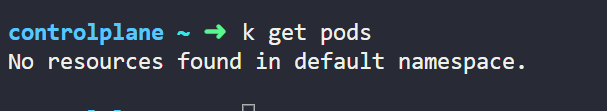 controlplane ~ ➜ k get pods
No resources found in default namespace.